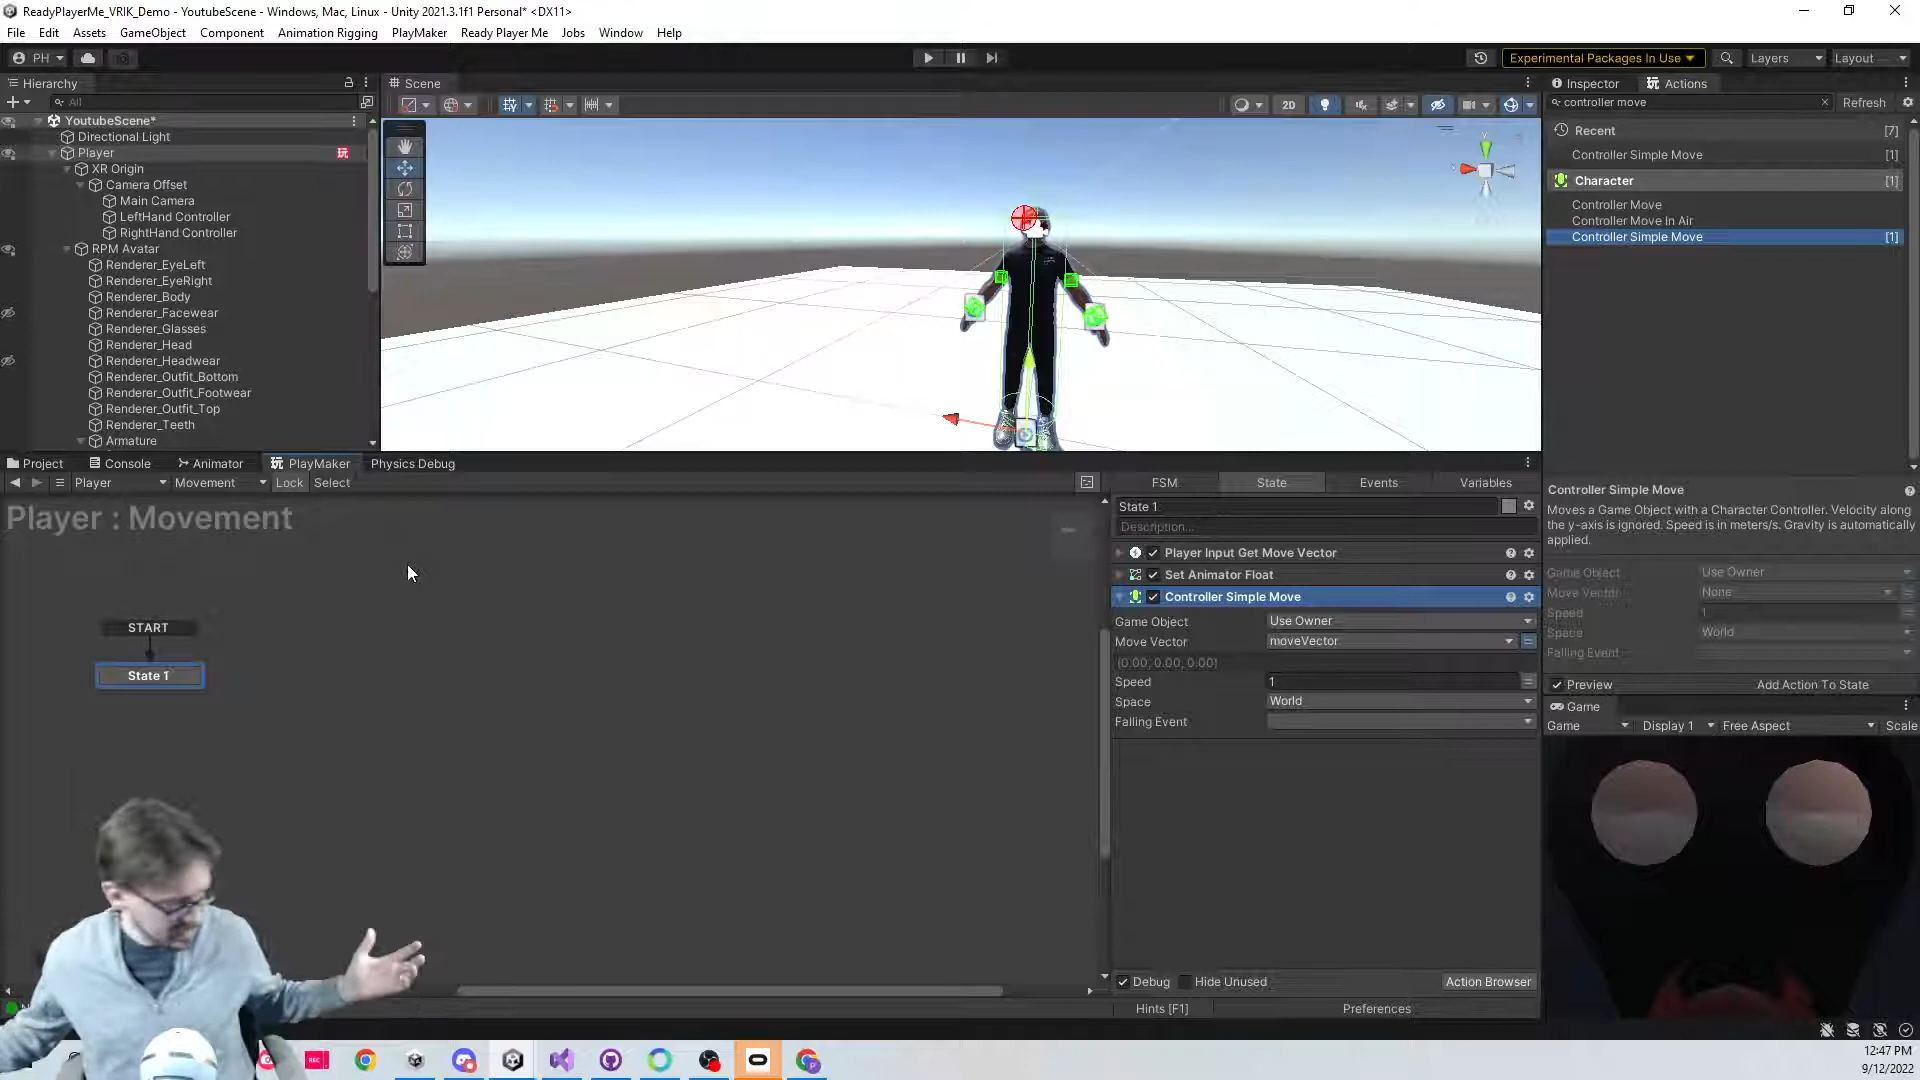 ReadyPlayerMe_VRIK_Demo - YoutubeScene - Windows, Mac, Linux - Unity 2021.3.1f1 Personal* <DX11>
File Edit Assets GameObject Component Animation Rigging PlayMaker Ready Player Me Jobs Window Help
PH Experimental Packages In Use Layers Layout
Hierarchy
All
YoutubeScene*
Directional Light
Player
XR Origin
Camera Offset
Main Camera
LeftHand Controller
RightHand Controller
RPM Avatar
Renderer_EyeLeft
Renderer_EyeRight
Renderer_Body
Renderer_Facewear
Renderer_Glasses
Renderer_Head
Renderer_Headwear
Renderer_Outfit_Bottom
Renderer_Outfit_Footwear
Renderer_Outfit_Top
Renderer_Teeth
Armature
Scene
2D
y
Inspector Actions
controller move Refresh
Recent [7]
Controller Simple Move [1]
Character [1]
Controller Move
Controller Move In Air
Controller Simple Move [1]
Project Console Animator PlayMaker Physics Debug
Player Movement Lock Select
Player : Movement
START
State 1
FSM State Events Variables
State 1
Description...
Player Input Get Move Vector
Set Animator Float
Controller Simple Move
Game Object Use Owner
Move Vector moveVector
(0.00, 0.00, 0.00)
Speed 1
Space World
Falling Event
Debug Hide Unused Action Browser
Hints [F1] Preferences
Controller Simple Move
Moves a Game Object with a Character Controller. Velocity along
the y-axis is ignored. Speed is in meters/s. Gravity is automatically
applied.
Game Object Use Owner
Move Vector None
Speed 1
Space World
Falling Event
Preview Add Action To State
Game
Game Display 1 Free Aspect Scale
REC
P
12:47 PM
9/12/2022